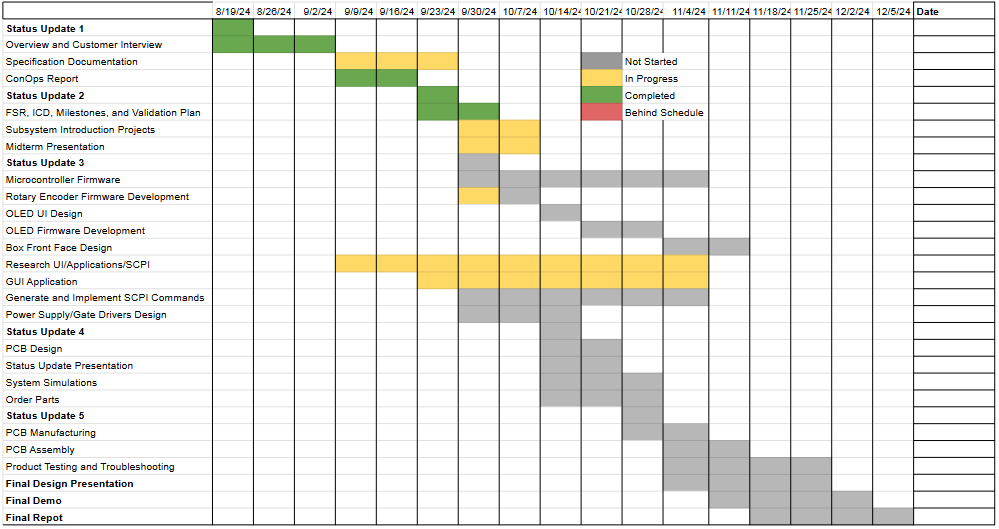 8/19/24 8/26/24 9/2/24 9/9/24 9/16/24 9/23/24 9/30/24 10/7/24 10/14/24 10/21/24 10/28/24 11/4/24 11/11/24 11/18/24 11/25/24 12/2/24 12/5/24 Date
Status Update 1
Overview and Customer Interview
Specification Documentation Not Started
ConOps Report In Progress
Status Update 2 Completed
FSR, ICD, Milestones, and Validation Plan Behind Schedule
Subsystem Introduction Projects
Midterm Presentation
Status Update 3
Microcontroller Firmware
Rotary Encoder Firmware Development
OLED UI Design
OLED Firmware Development
Box Front Face Design
Research UI/Applications/SCPI
GUI Application
Generate and Implement SCPI Commands
Power Supply/Gate Drivers Design
Status Update 4
PCB Design
Status Update Presentation
System Simulations
Order Parts
Status Update 5
PCB Manufacturing
PCB Assembly
Product Testing and Troubleshooting
Final Design Presentation
Final Demo
Final Repot